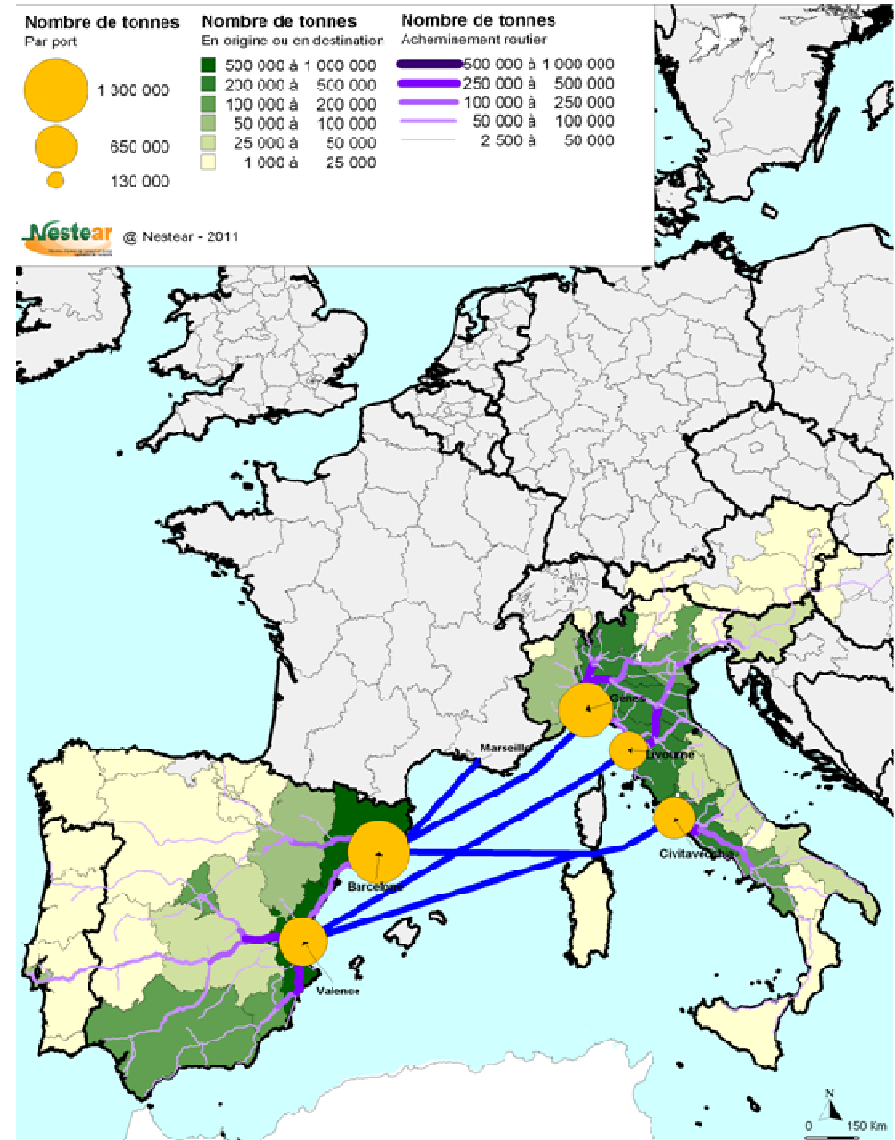 Nombre de tonnes
Par port
1 300 000
650 000
130 000
Nombre de tonnes
En origine ou en destination
500 000 à 1 000 000
200 000 à 500 000
100 000 à 200 000
50 000 à 100 000
25 000 à 50 000
1 000 à 25 000
Nombre de tonnes
Acheminement routier
500 000 à 1 000 000
250 000 à 500 000
100 000 à 250 000
50 000 à 100 000
2 500 à 50 000
Nestear
@ Nestear - 2011
Gênes
Marseille
Livourne
Civitavecchia
Barcelone
Valence
N
0 150 Km